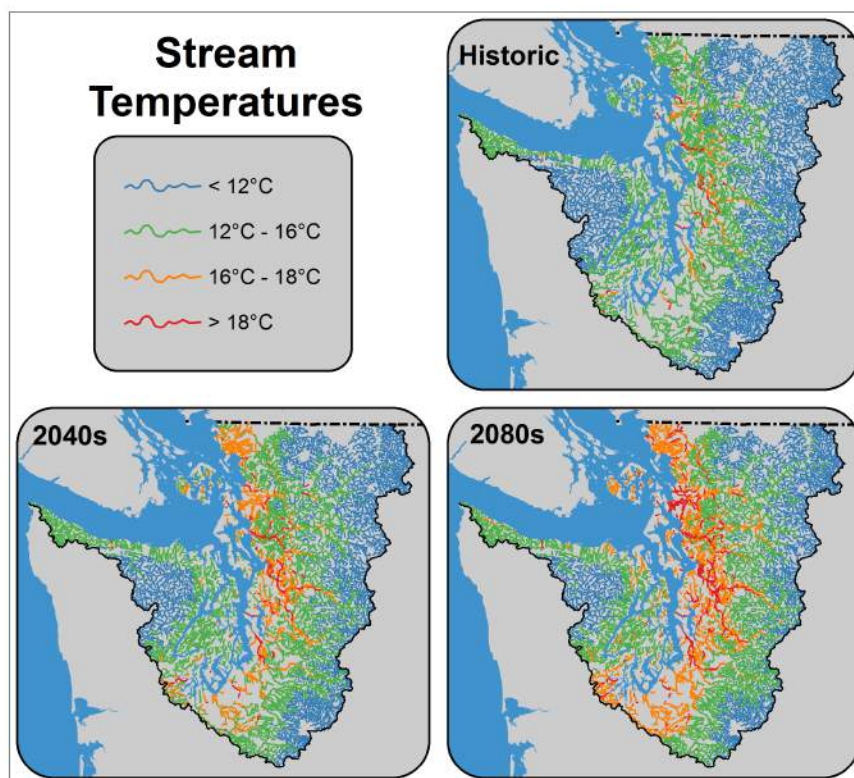 Stream
Temperatures
< 12°C
12°C - 16°C
16°C - 18°C
> 18°C
Historic
2040s
2080s